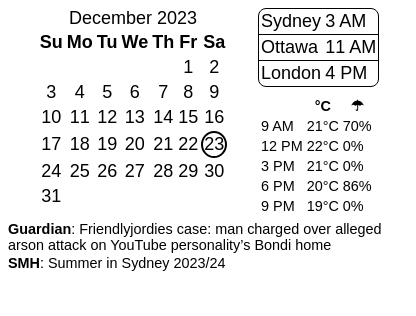 December 2023
Su Mo Tu We Th Fr Sa
1 2
3 4 5 6 7 8 9
10 11 12 13 14 15 16
17 18 19 20 21 22 23
24 25 26 27 28 29 30
31
Sydney 3 AM
Ottawa 11 AM
London 4 PM
°C ☂
9 AM 21°C 70%
12 PM 22°C 0%
3 PM 21°C 0%
6 PM 20°C 86%
9 PM 19°C 0%
Guardian: Friendlyjordies case: man charged over alleged
arson attack on YouTube personality’s Bondi home
SMH: Summer in Sydney 2023/24